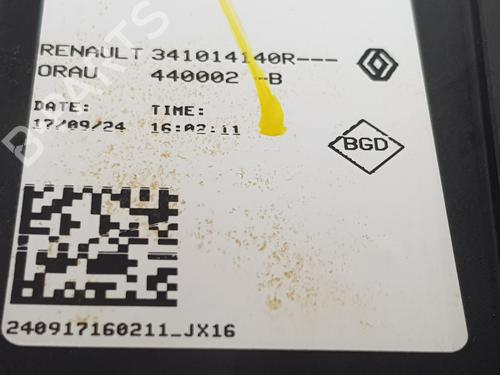 RENAULT 341014140R---
ORAU 440002 -B
DATE: TIME:
17/09/24 16:02:11
BGD
240917160211_JX16